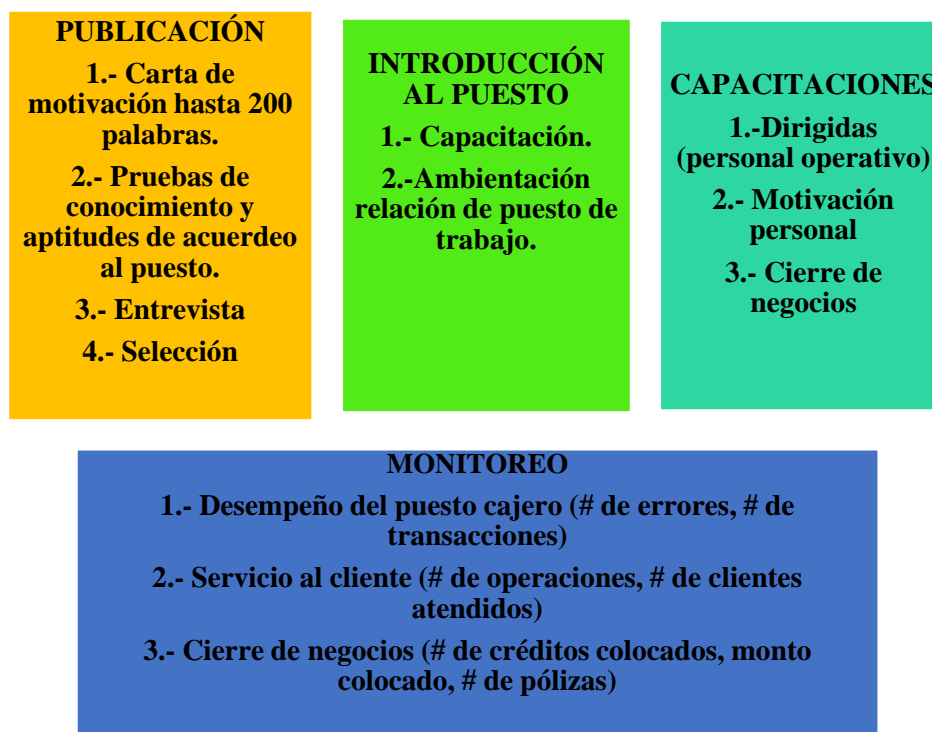 PUBLICACIÓN
1.- Carta de
motivación hasta 200
palabras.
2.- Pruebas de
conocimiento y
aptitudes de acuerdeo
al puesto.
3.- Entrevista
4.- Selección
INTRODUCCIÓN
AL PUESTO
1.- Capacitación.
2.-Ambientación
relación de puesto de
trabajo.
CAPACITACIONES
1.-Dirigidas
(personal operativo)
2.- Motivación
personal
3.- Cierre de
negocios
MONITOREO
1.- Desempeño del puesto cajero (# de errores, # de
transacciones)
2.- Servicio al cliente (# de operaciones, # de clientes
atendidos)
3.- Cierre de negocios (# de créditos colocados, monto
colocado, # de pólizas)